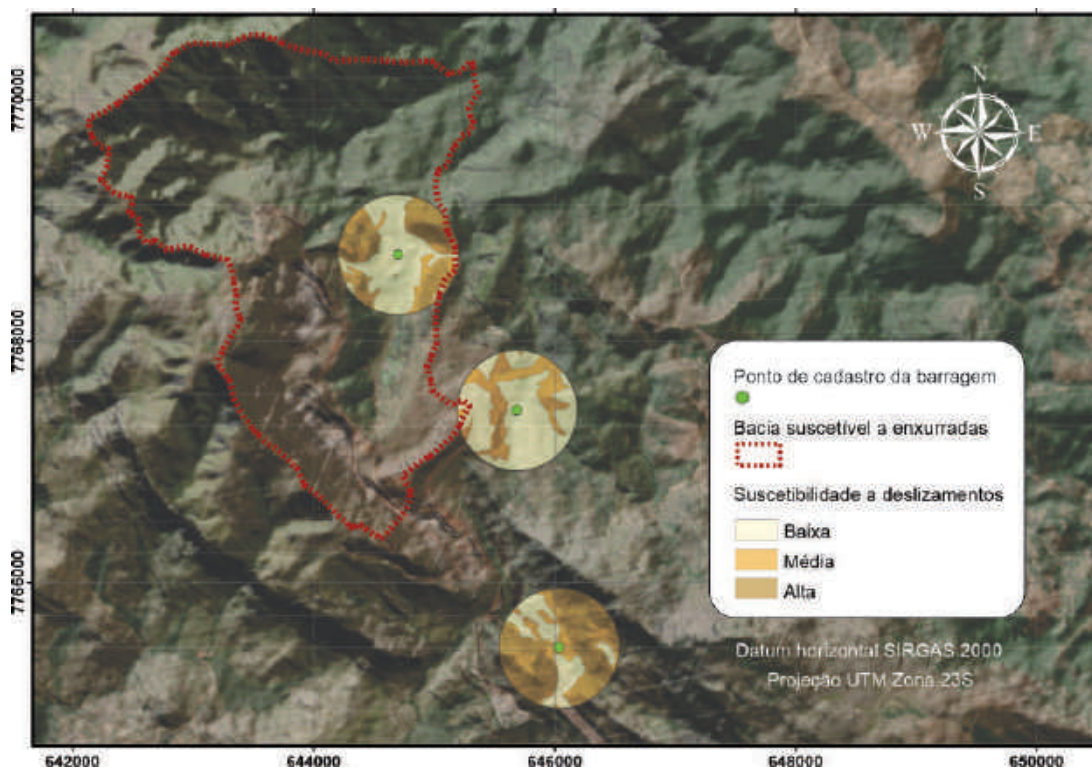 7770000
7768000
7766000
N
W E
S
Ponto de cadastro da barragem
Bacia suscetível a enxurradas
Suscetibilidade a deslizamentos
Baixa
Média
Alta
Datum horizontal SIRGAS 2000
Projeção UTM Zona 23S
642000 644000 646000 648000 650000